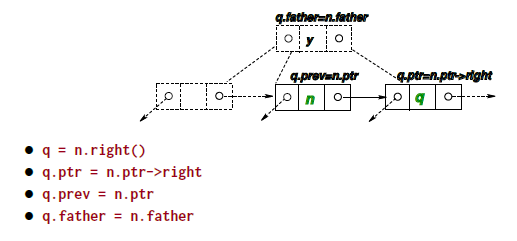 q.father=n.father
y
q.prev=n.ptr
q.ptr=n.ptr->right
n
q
● q = n.right()
● q.ptr = n.ptr->right
● q.prev = n.ptr
● q.father = n.father